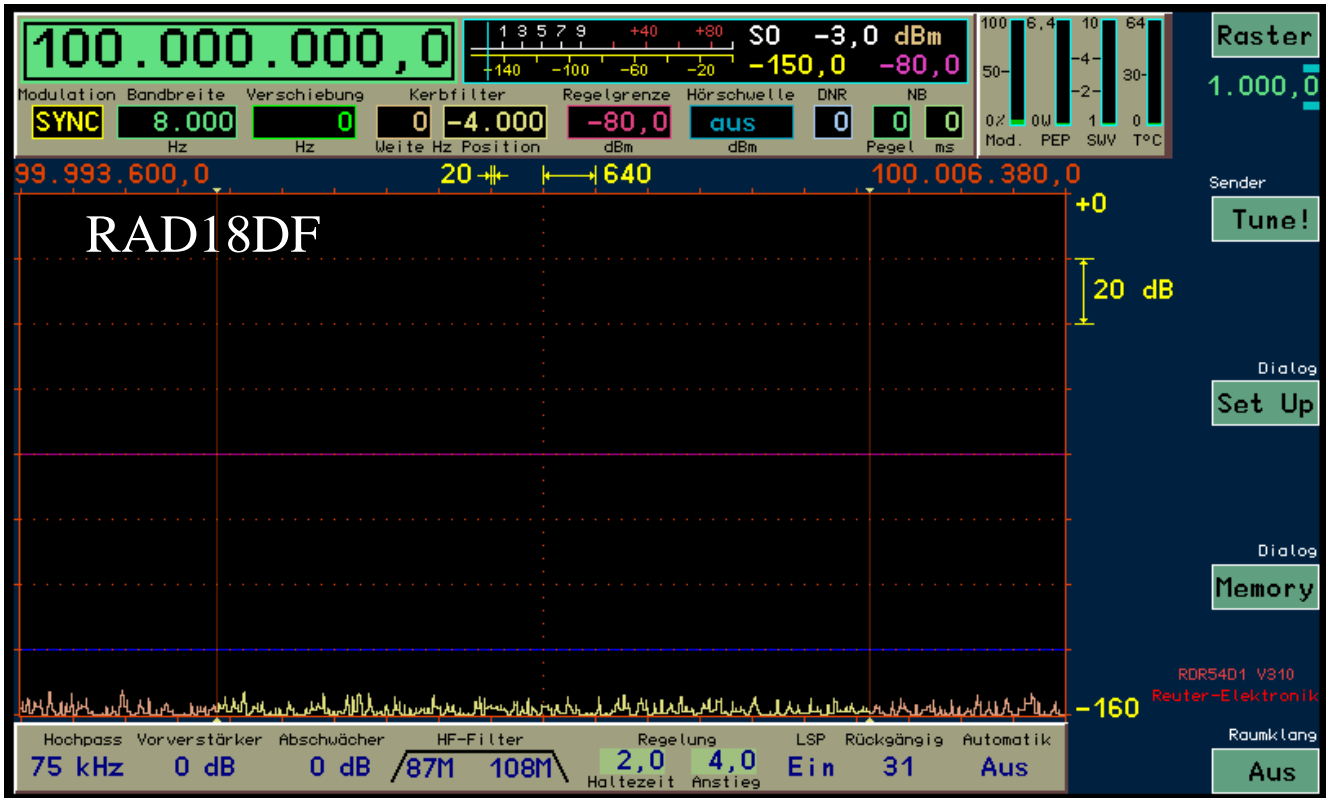 100.000.000,0
1 3 5 7 9 +40 +80 S0 -3,0 dBm
-140 -100 -60 -20 -150,0 -80,0
100 6,4 10 64
50 4 2 30
0% 0W 1 0
Mod. PEP SWV T°C
Raster
1.000,0
Modulation Bandbreite Verschiebung Kerbfilter Regelgrenze Hörschwelle DNR NB
SYNC 8.000 0 0 -4.000 -80,0 aus 0 0 0
Hz Hz Weite Hz Position dBm dBm Pegel ms
99.993.600,0 20 640 100.006.380,0
RAD18DF
+0
20 dB
-160
Sender
Tune!
Dialog
Set Up
Dialog
Memory
RDR54D1 V310
Reuter-Elektronik
Raumklang
Aus
Hochpass Vorverstärker Abschwächer HF-Filter Regelung LSP Rückgängig Automatik
75 kHz 0 dB 0 dB 87M 108M 2,0 4,0 Ein 31 Aus
Haltezeit Anstieg